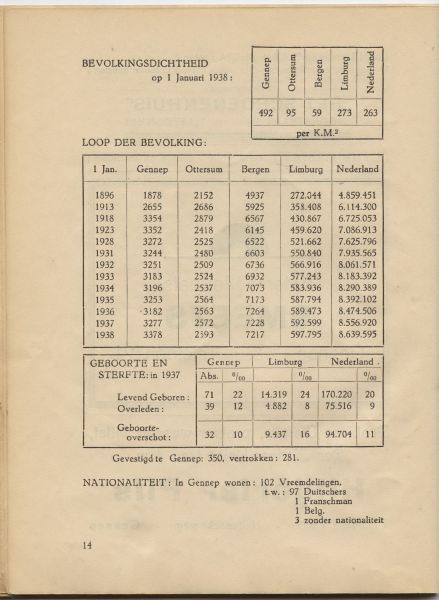 BEVOLKINGSDICHTHEID
op 1 Januari 1938:
Gennep Ottersum Bergen Limburg Nederland
492 95 59 273 263
per K.M.²
LOOP DER BEVOLKING:
1 Jan. Gennep Ottersum Bergen Limburg Nederland
1896 1878 2152 4937 272.044 4.859.451
1913 2655 2686 5925 358.408 6.114.300
1918 3354 2879 6567 430.867 6.725.053
1923 3352 2418 6145 459.620 7.086.913
1928 3272 2525 6522 521.662 7.625.796
1931 3244 2480 6603 550.840 7.935.565
1932 3251 2509 6736 566.916 8.061.571
1933 3183 2524 6932 577.243 8.183.392
1934 3196 2537 7073 583.936 8.290.389
1935 3253 2564 7173 587.794 8.392.102
1936 3182 2563 7264 589.473 8.474.506
1937 3277 2572 7228 592.599 8.556.920
1938 3378 2593 7217 597.795 8.639.595
GEBOORTE EN Gennep Limburg Nederland.
STERFTE: in 1937 Abs. 0/00 0/00 0/00
Levend Geboren: 71 22 14.319 24 170.220 20
Overleden: 39 12 4.882 8 75.516 9
Geboorte-
overschot: 32 10 9.437 16 94.704 11
Gevestigd te Gennep: 350, vertrokken: 281.
NATIONALITEIT: In Gennep wonen: 102 Vreemdelingen.
t.w.: 97 Duitschers
1 Franschman
1 Belg.
3 zonder nationaliteit
14